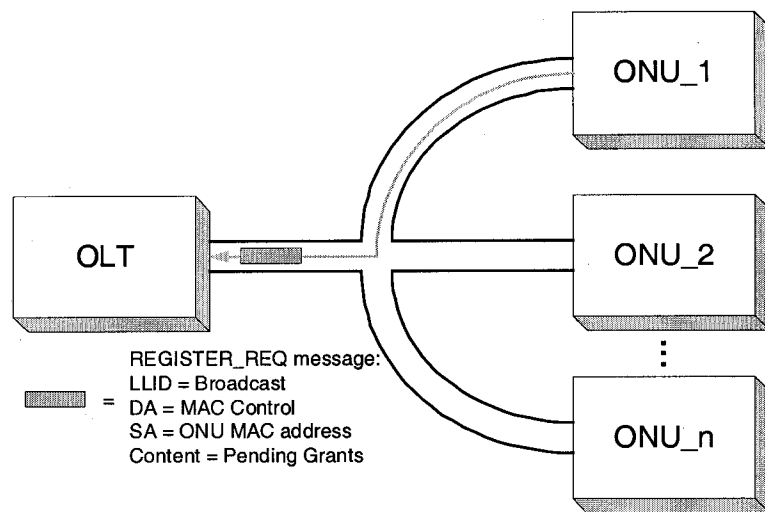 ONU_1
OLT
ONU_2
REGISTER_REQ message:
LLID = Broadcast
= DA = MAC Control
SA = ONU MAC address
Content = Pending Grants
ONU_n